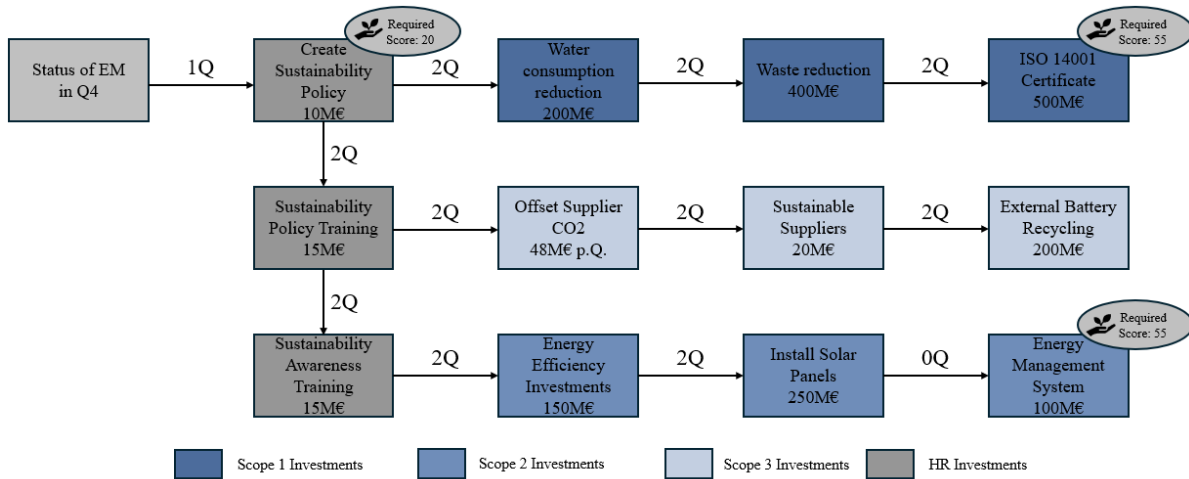 Required
Score: 20
Required
Score: 55
Status of EM
in Q4
1Q
Create
Sustainability
Policy
10M€
2Q
Water
consumption
reduction
200M€
2Q
Waste reduction
400M€
2Q
ISO 14001
Certificate
500M€
2Q
Sustainability
Policy Training
15M€
2Q
Offset Supplier
CO2
48M€ p.Q.
2Q
Sustainable
Suppliers
20M€
2Q
External Battery
Recycling
200M€
2Q
Required
Score: 55
Sustainability
Awareness
Training
15M€
2Q
Energy
Efficiency
Investments
150M€
2Q
Install Solar
Panels
250M€
0Q
Energy
Management
System
100M€
Scope 1 Investments
Scope 2 Investments
Scope 3 Investments
HR Investments